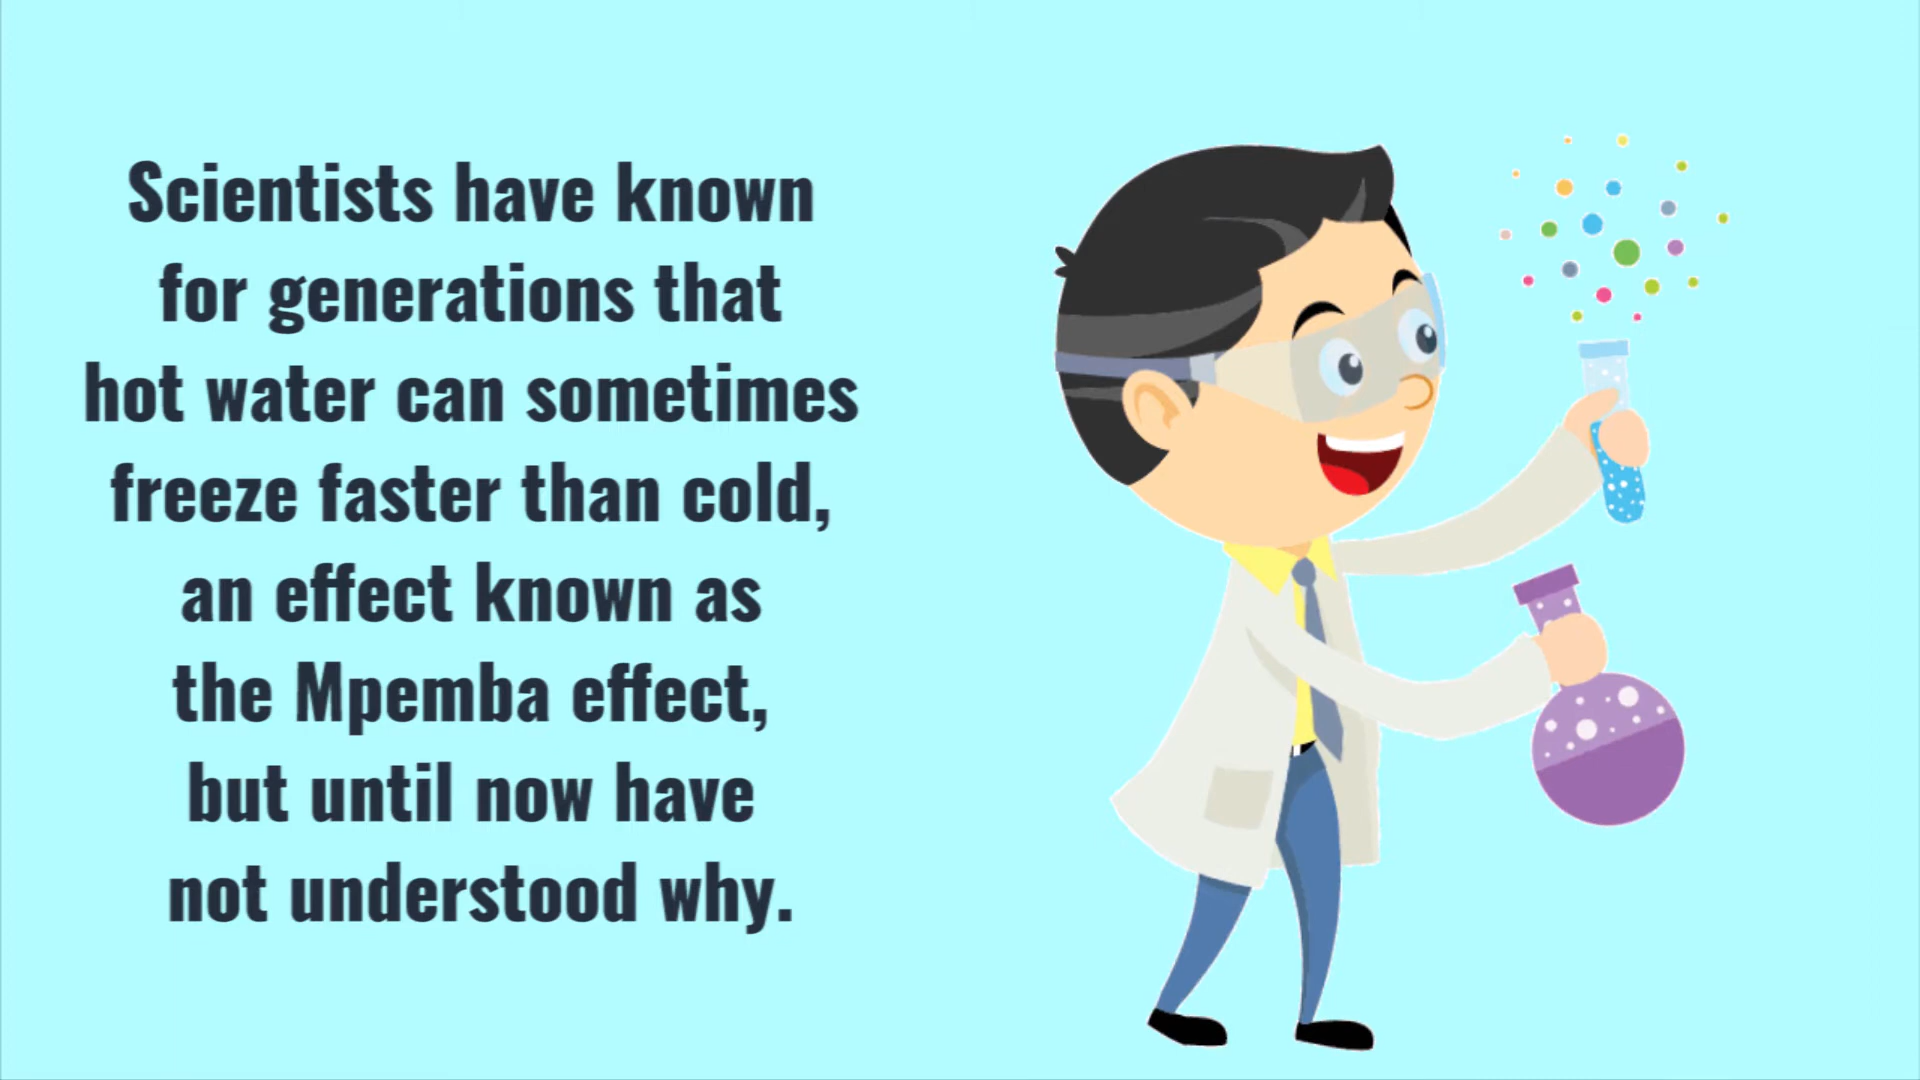 Scientists have known
for generations that
hot water can sometimes
freeze faster than cold,
an effect known as
the Mpemba effect,
but until now have
not understood why.